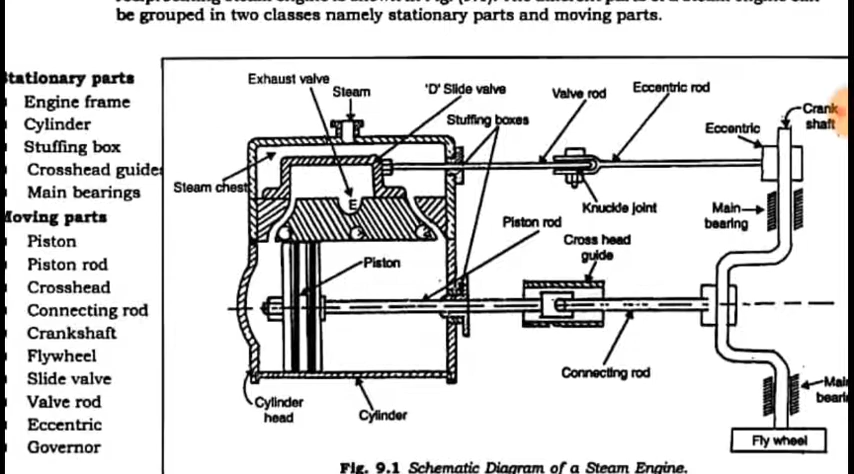 be grouped in two classes namely stationary parts and moving parts.
Stationary parts
Engine frame
Cylinder
Stuffing box
Crosshead guides
Main bearings
Moving parts
Piston
Piston rod
Crosshead
Connecting rod
Crankshaft
Flywheel
Slide valve
Valve rod
Eccentric
Governor
Exhaust valve
Steam
'D' Slide valve
Valve rod
Eccentric rod
Crank
shaft
Stuffing boxes
Eccentric
Steam chest
E
Knuckle joint
Main
bearing
Piston rod
Cross head
guide
Piston
Connecting rod
Main
Cylinder
head
Cylinder
Fly wheel
Fig. 9.1 Schematic Diagram of a Steam Engine.